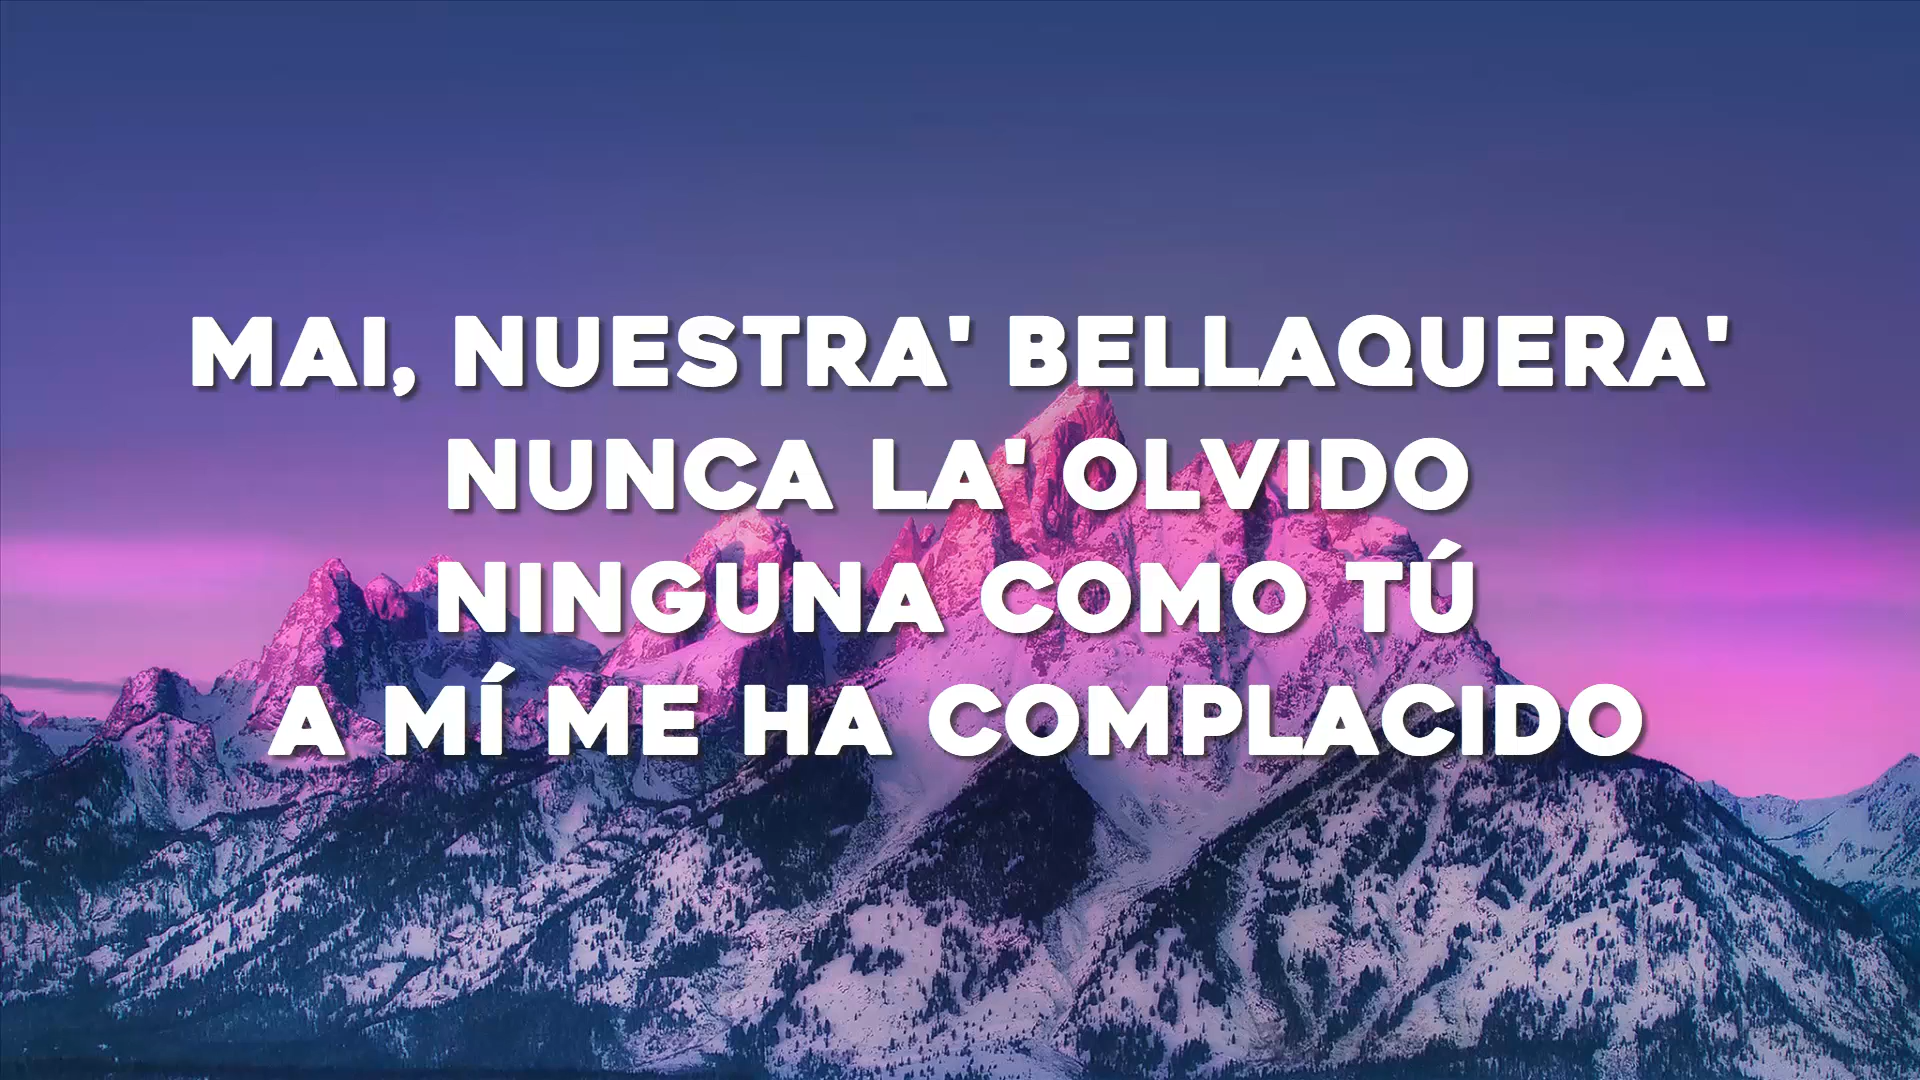 MAI, NUESTRA' BELLAQUERA'
NUNCA LA' OLVIDO
NINGUNA COMO TÚ
A MÍ ME HA COMPLACIDO